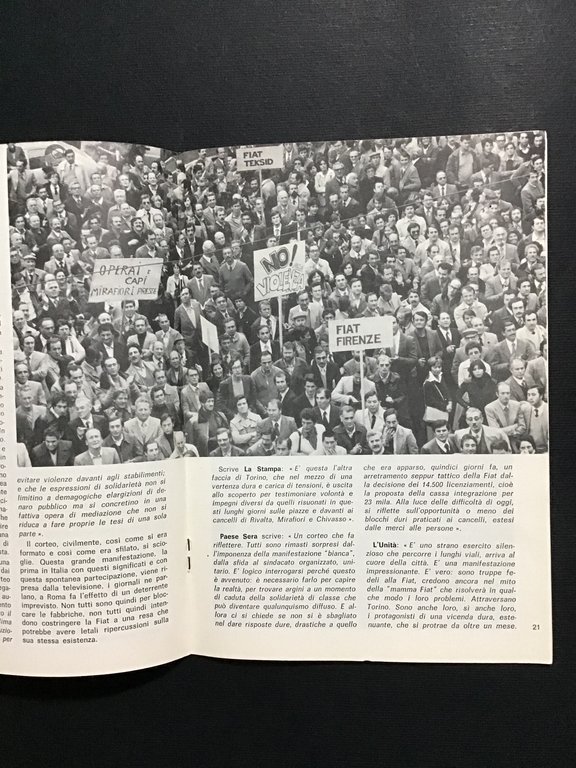 FIAT
TEKSID
OPERAI E
CAPI
MIRAFIORI PRESSE
NO!
VIOLENZE
FIAT
FIRENZE
evitare violenze davanti agli stabilimenti;
e che le espressioni di solidarietà non si
limitino a demagogiche elargizioni di de-
naro pubblico ma si concretino in una
fattiva opera di mediazione che non si
riduca a fare proprie le tesi di una sola
parte ».
Il corteo, civilmente, così come si era
formato e così come era sfilato, si scio-
glie. Questa grande manifestazione, la
prima in Italia con questi significati e con
questa spontanea partecipazione, viene ri-
presa dalla televisione, i giornali ne par-
lano, a Roma fa l'effetto di un deterrente
imprevisto. Non tutti sono quindi per bloc-
care le fabbriche, non tutti quindi inten-
dono costringere la Fiat a una resa che
potrebbe avere letali ripercussioni sulla
sua stessa esistenza.
Scrive La Stampa: « E' questa l'altra
faccia di Torino, che nel mezzo di una
vertenza dura e carica di tensioni, è uscita
allo scoperto per testimoniare volontà e
impegni diversi da quelli risuonati in que-
sti lunghi giorni sulle piazze e davanti ai
cancelli di Rivalta, Mirafiori e Chivasso ».
Paese Sera scrive: « Un corteo che fa
riflettere. Tutti sono rimasti sorpresi dal-
l'imponenza della manifestazione "bianca",
dalla sfida al sindacato organizzato, uni-
tario. E' logico interrogarsi perché questo
è avvenuto: è necessario farlo per capire
la realtà, per trovare argini a un momento
di caduta della solidarietà di classe che
può diventare qualunquismo diffuso. E al-
lora ci si chiede se non si è sbagliato
nel dare risposte dure, drastiche a quello
che era apparso, quindici giorni fa, un
arretramento seppur tattico della Fiat dal-
la decisione dei 14.500 licenziamenti, cioè
la proposta della cassa integrazione per
23 mila. Alla luce delle difficoltà di oggi,
si riflette sull'opportunità o meno dei
blocchi duri praticati ai cancelli, estesi
dalle merci alle persone ».
L'Unità: « E' uno strano esercito silen-
zioso che percorre i lunghi viali, arriva al
cuore della città. E' una manifestazione
impressionante. E' vero: sono truppe fe-
deli alla Fiat, credono ancora nel mito
della "mamma Fiat" che risolverà in qual-
che modo i loro problemi. Attraversano
Torino. Sono anche loro, sì anche loro,
i protagonisti di una vicenda dura, este-
nuante, che si protrae da oltre un mese.
21